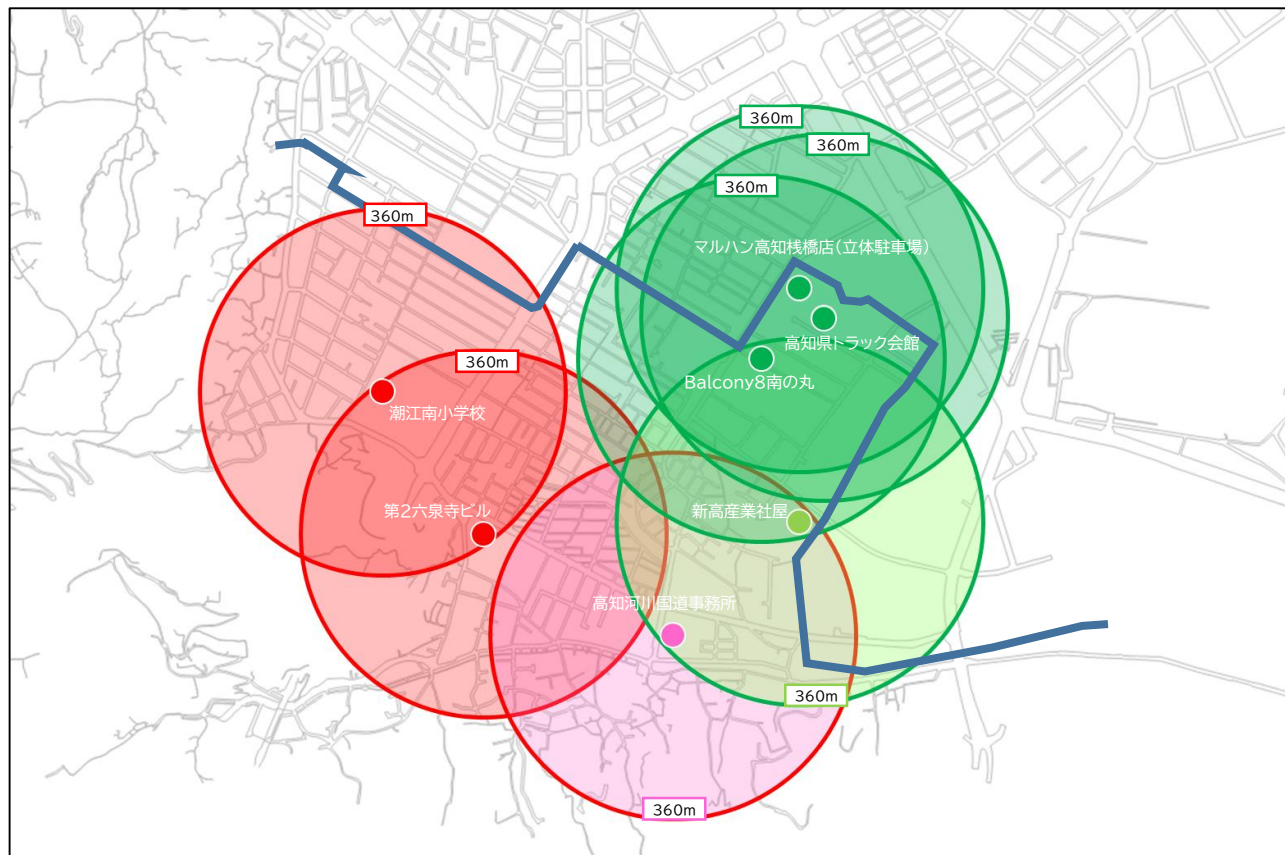 360m
360m
360m
360m
マルハン高知桟橋店(立体駐車場)
高知県トラック会館
360m
Balcony8南の丸
潮江南小学校
第2六泉寺ビル
新高産業社屋
高知河川国道事務所
360m
360m